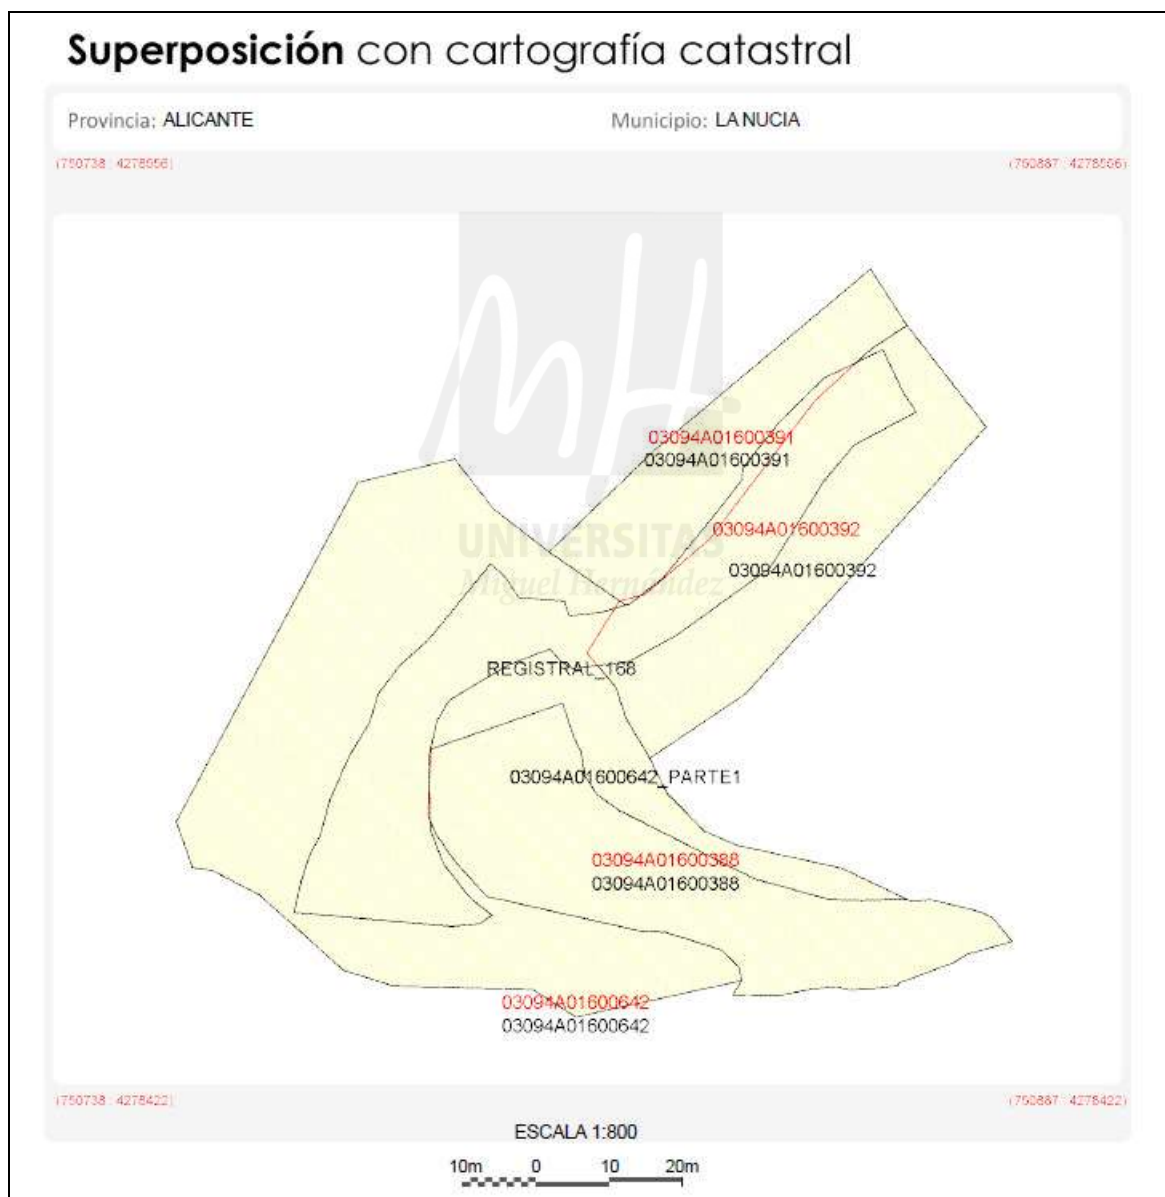 Superposición con cartografía catastral
Provincia: ALICANTE Municipio: LA NUCIA
(750738 ; 4278556) (750887 ; 4278556)
03094A01600391
03094A01600391
03094A01600392
UNIVERSITAS
03094A01600392
Miguel Hernández
REGISTRAL_168
03094A01600642_PARTE1
03094A01600388
03094A01600388
03094A01600642
03094A01600642
(750738 ; 4278422) (750887 ; 4278422)
ESCALA 1:800
10m 0 10 20m